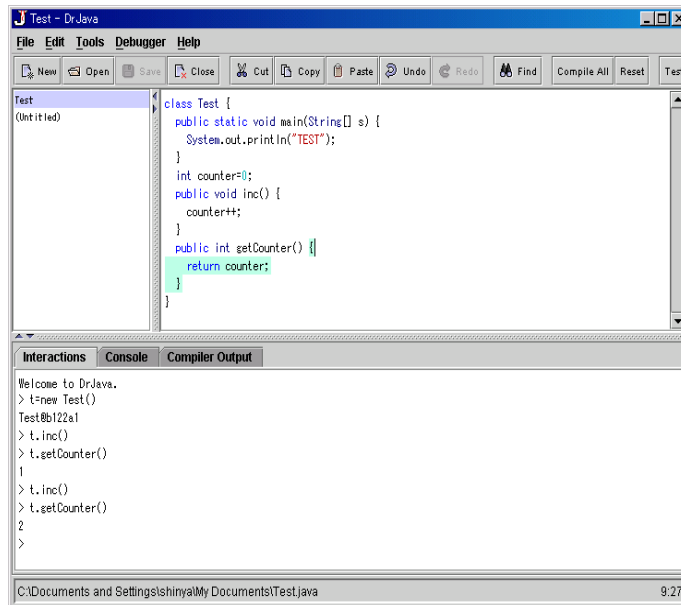 Test - DrJava
File Edit Tools Debugger Help
New Open Save Close Cut Copy Paste Undo Redo Find Compile All Reset Tes
Test
(Untitled)
class Test {
public static void main(String[] s) {
System.out.println("TEST");
}
int counter=0;
public void inc() {
counter++;
}
public int getCounter() {
return counter;
}
}
Interactions Console Compiler Output
Welcome to DrJava.
> t=new Test()
Test@b122a1
> t.inc()
> t.getCounter()
1
> t.inc()
> t.getCounter()
2
>
C:\Documents and Settings\shinya\My Documents\Test.java 9:27